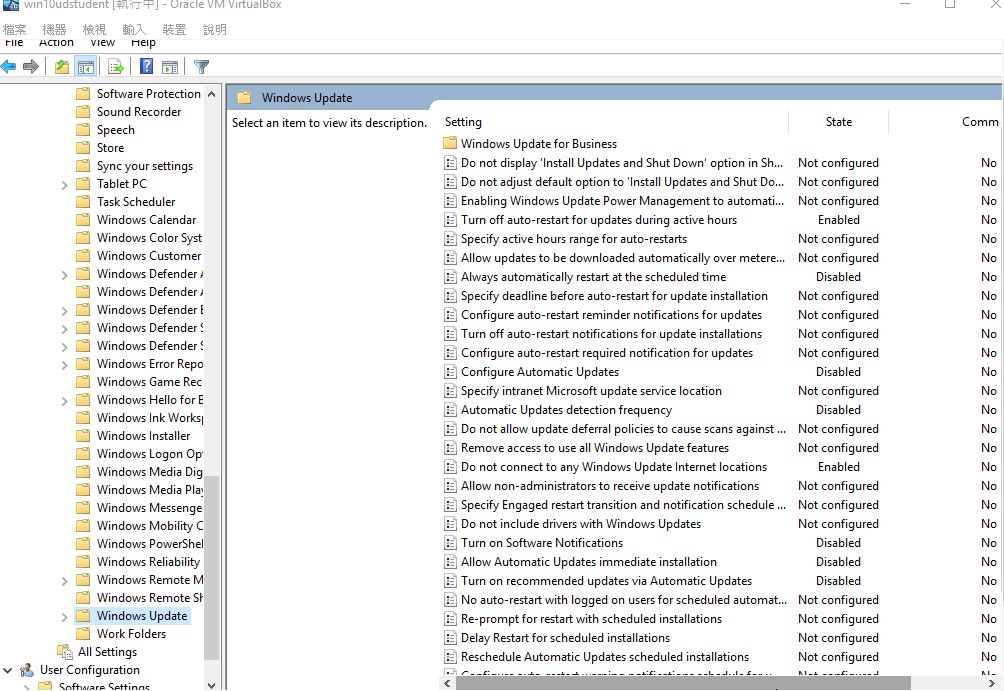 win10udstudent [執行中] - Oracle VM VirtualBox
檔案 機器 檢視 輸入 裝置 說明
File Action View Help
Software Protection
Sound Recorder
Speech
Store
Sync your settings
Tablet PC
Task Scheduler
Windows Calendar
Windows Color Syst
Windows Customer
Windows Defender A
Windows Defender A
Windows Defender E
Windows Defender S
Windows Defender S
Windows Error Repo
Windows Game Rec
Windows Hello for B
Windows Ink Worksp
Windows Installer
Windows Logon Opt
Windows Media Dig
Windows Media Play
Windows Messenge
Windows Mobility C
Windows PowerShel
Windows Reliability
Windows Remote M
Windows Remote Sh
Windows Update
Work Folders
All Settings
User Configuration
Software Settings
Windows Update
Select an item to view its description.
Setting State Comm
Windows Update for Business
Do not display 'Install Updates and Shut Down' option in Sh... Not configured No
Do not adjust default option to 'Install Updates and Shut Do... Not configured No
Enabling Windows Update Power Management to automati... Not configured No
Turn off auto-restart for updates during active hours Enabled No
Specify active hours range for auto-restarts Not configured No
Allow updates to be downloaded automatically over metere... Not configured No
Always automatically restart at the scheduled time Disabled No
Specify deadline before auto-restart for update installation Not configured No
Configure auto-restart reminder notifications for updates Not configured No
Turn off auto-restart notifications for update installations Not configured No
Configure auto-restart required notification for updates Not configured No
Configure Automatic Updates Disabled No
Specify intranet Microsoft update service location Not configured No
Automatic Updates detection frequency Disabled No
Do not allow update deferral policies to cause scans against ... Not configured No
Remove access to use all Windows Update features Not configured No
Do not connect to any Windows Update Internet locations Enabled No
Allow non-administrators to receive update notifications Not configured No
Specify Engaged restart transition and notification schedule ... Not configured No
Do not include drivers with Windows Updates Not configured No
Turn on Software Notifications Disabled No
Allow Automatic Updates immediate installation Disabled No
Turn on recommended updates via Automatic Updates Disabled No
No auto-restart with logged on users for scheduled automat... Not configured No
Re-prompt for restart with scheduled installations Not configured No
Delay Restart for scheduled installations Not configured No
Reschedule Automatic Updates scheduled installations Not configured No